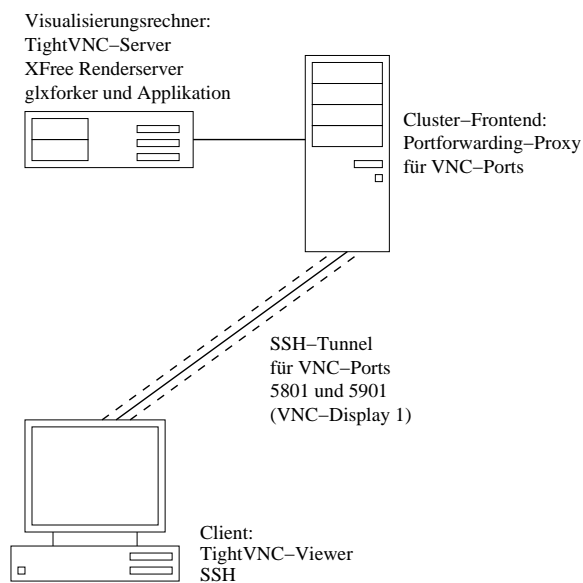 Visualisierungsrechner:
TightVNC−Server
XFree Renderserver
glxforker und Applikation
Cluster−Frontend:
Portforwarding−Proxy
für VNC−Ports
SSH−Tunnel
für VNC−Ports
5801 und 5901
(VNC−Display 1)
Client:
TightVNC−Viewer
SSH